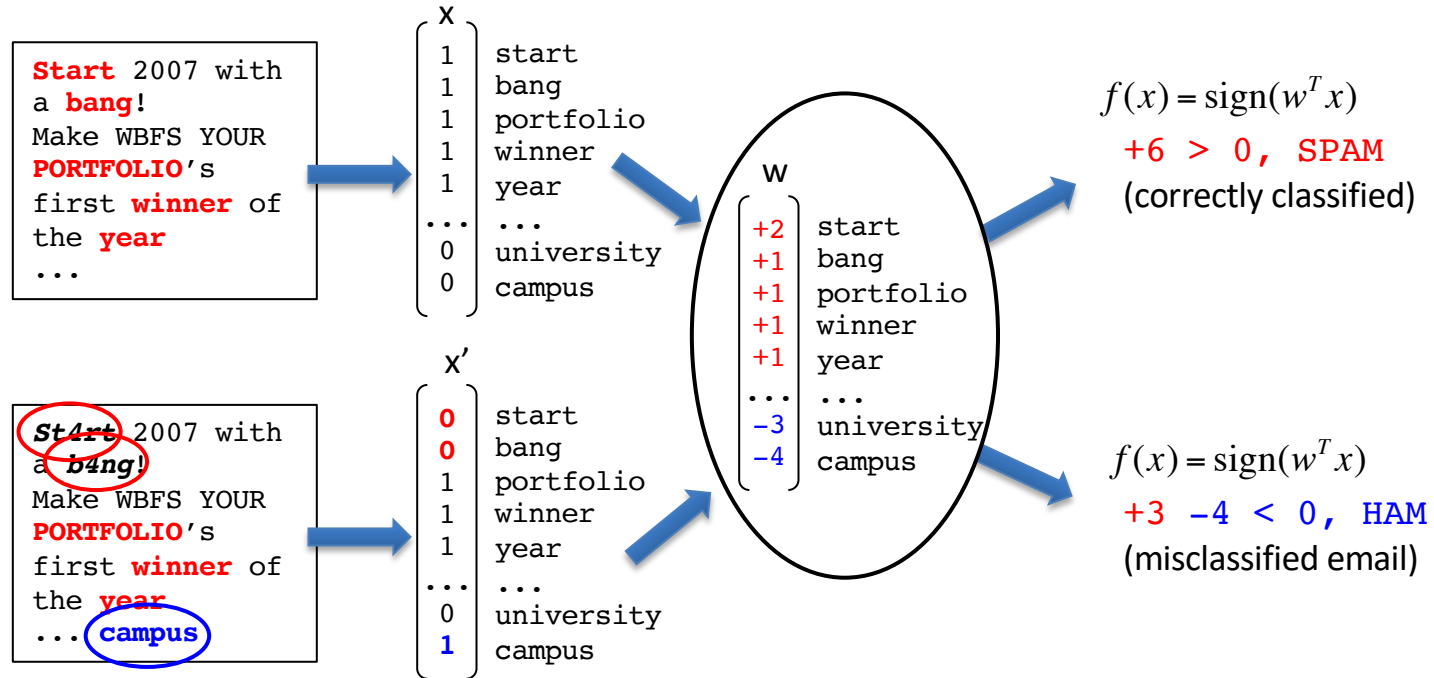 Start 2007 with
a bang!
Make WBFS YOUR
PORTFOLIO's
first winner of
the year
...
x
1 start
1 bang
1 portfolio
1 winner
1 year
... ...
0 university
0 campus
St4rt 2007 with
a b4ng!
Make WBFS YOUR
PORTFOLIO's
first winner of
the year
... campus
x'
0 start
0 bang
1 portfolio
1 winner
1 year
... ...
0 university
1 campus
w
+2 start
+1 bang
+1 portfolio
+1 winner
+1 year
... ...
-3 university
-4 campus
f(x) = sign(w^T x)
+6 > 0, SPAM
(correctly classified)
f(x) = sign(w^T x)
+3 -4 < 0, HAM
(misclassified email)